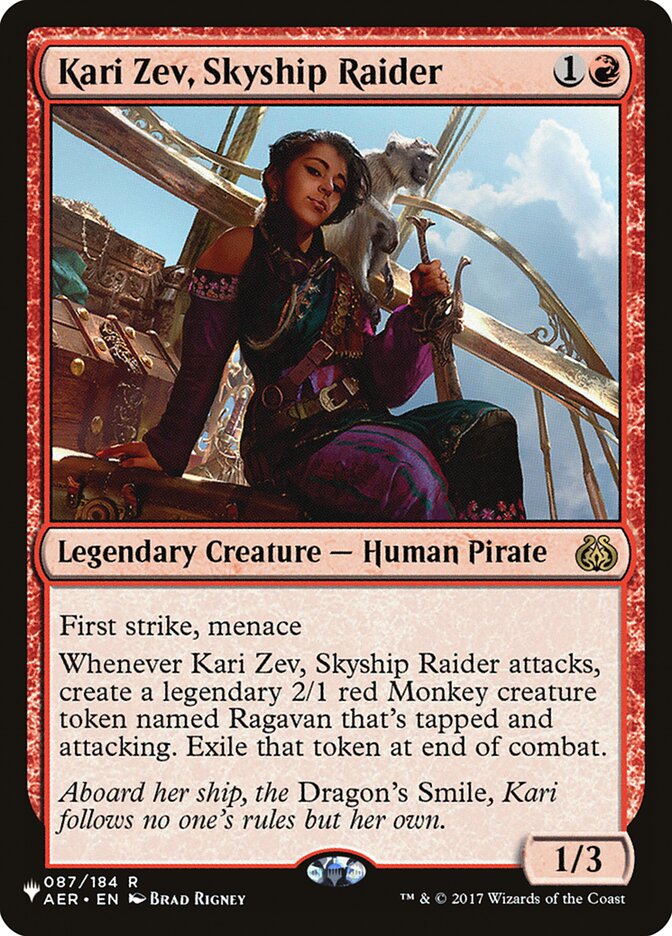 Kari Zev, Skyship Raider 1
Legendary Creature — Human Pirate
First strike, menace
Whenever Kari Zev, Skyship Raider attacks,
create a legendary 2/1 red Monkey creature
token named Ragavan that's tapped and
attacking. Exile that token at end of combat.
Aboard her ship, the Dragon's Smile, Kari
follows no one's rules but her own.
1/3
087/184 R
AER • EN Brad Rigney
™ & © 2017 Wizards of the Coast